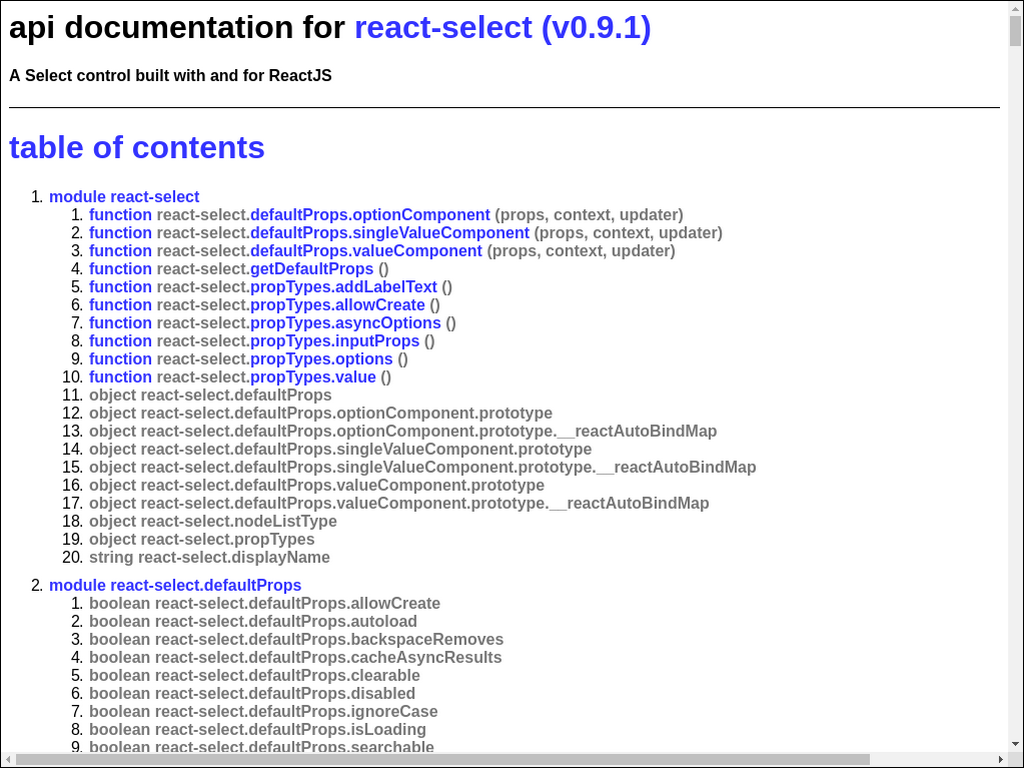 api documentation for react-select (v0.9.1)
A Select control built with and for ReactJS
table of contents
1. module react-select
1. function react-select.defaultProps.optionComponent (props, context, updater)
2. function react-select.defaultProps.singleValueComponent (props, context, updater)
3. function react-select.defaultProps.valueComponent (props, context, updater)
4. function react-select.getDefaultProps ()
5. function react-select.propTypes.addLabelText ()
6. function react-select.propTypes.allowCreate ()
7. function react-select.propTypes.asyncOptions ()
8. function react-select.propTypes.inputProps ()
9. function react-select.propTypes.options ()
10. function react-select.propTypes.value ()
11. object react-select.defaultProps
12. object react-select.defaultProps.optionComponent.prototype
13. object react-select.defaultProps.optionComponent.prototype.__reactAutoBindMap
14. object react-select.defaultProps.singleValueComponent.prototype
15. object react-select.defaultProps.singleValueComponent.prototype.__reactAutoBindMap
16. object react-select.defaultProps.valueComponent.prototype
17. object react-select.defaultProps.valueComponent.prototype.__reactAutoBindMap
18. object react-select.nodeListType
19. object react-select.propTypes
20. string react-select.displayName
2. module react-select.defaultProps
1. boolean react-select.defaultProps.allowCreate
2. boolean react-select.defaultProps.autoload
3. boolean react-select.defaultProps.backspaceRemoves
4. boolean react-select.defaultProps.cacheAsyncResults
5. boolean react-select.defaultProps.clearable
6. boolean react-select.defaultProps.disabled
7. boolean react-select.defaultProps.ignoreCase
8. boolean react-select.defaultProps.isLoading
9. boolean react-select.defaultProps.searchable